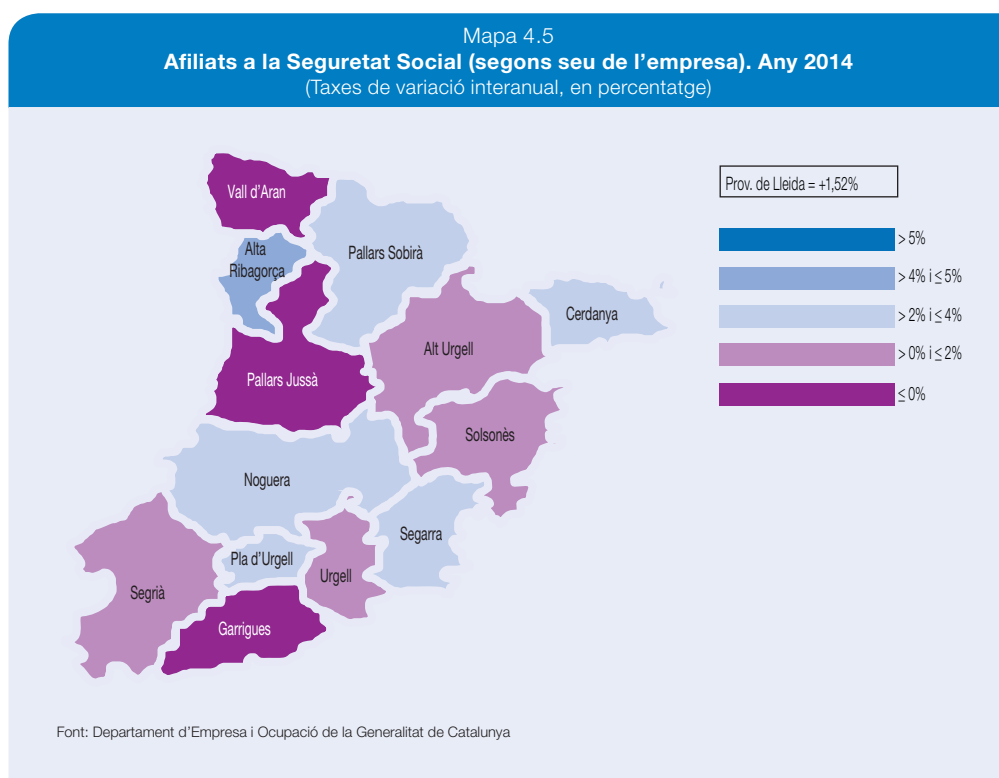 Mapa 4.5
Afiliats a la Seguretat Social (segons seu de l'empresa). Any 2014
(Taxes de variació interanual, en percentatge)
Prov. de Lleida = +1,52%
> 5%
> 4% i ≤ 5%
> 2% i ≤ 4%
> 0% i ≤ 2%
≤ 0%
Vall d'Aran
Alta
Ribagorça
Pallars Sobirà
Cerdanya
Alt Urgell
Pallars Jussà
Solsonès
Noguera
Segarra
Pla d'Urgell
Urgell
Segrià
Garrigues
Font: Departament d'Empresa i Ocupació de la Generalitat de Catalunya